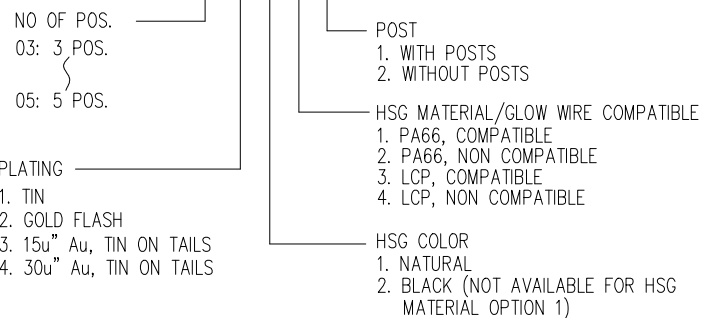 NO OF POS.
03: 3 POS.
05: 5 POS.
PLATING
1. TIN
2. GOLD FLASH
3. 15u" Au, TIN ON TAILS
4. 30u" Au, TIN ON TAILS
POST
1. WITH POSTS
2. WITHOUT POSTS
HSG MATERIAL/GLOW WIRE COMPATIBLE
1. PA66, COMPATIBLE
2. PA66, NON COMPATIBLE
3. LCP, COMPATIBLE
4. LCP, NON COMPATIBLE
HSG COLOR
1. NATURAL
2. BLACK (NOT AVAILABLE FOR HSG
MATERIAL OPTION 1)